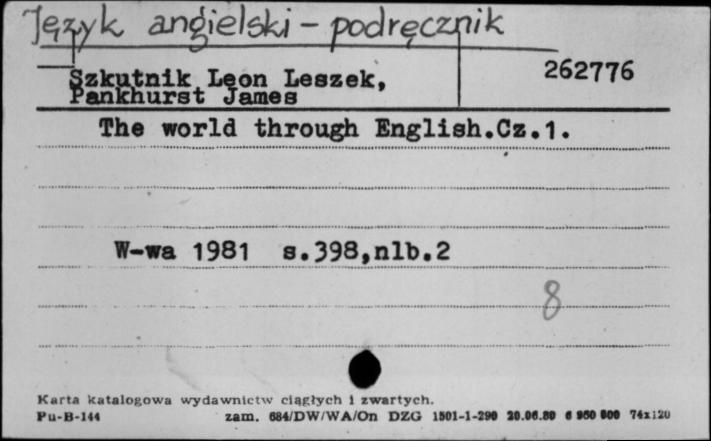 Język angielski - podręcznik
Szkutnik Leon Leszek,
Pankhurst James
262776
The world through English.Cz.1.
W-wa 1981 s.398,nlb.2
8
Karta katalogowa wydawnictw ciągłych i zwartych.
Pu-B-144 zam. 684/DW/WA/On DZG 1801-1-290 20.06.80 6 950 000 74x120